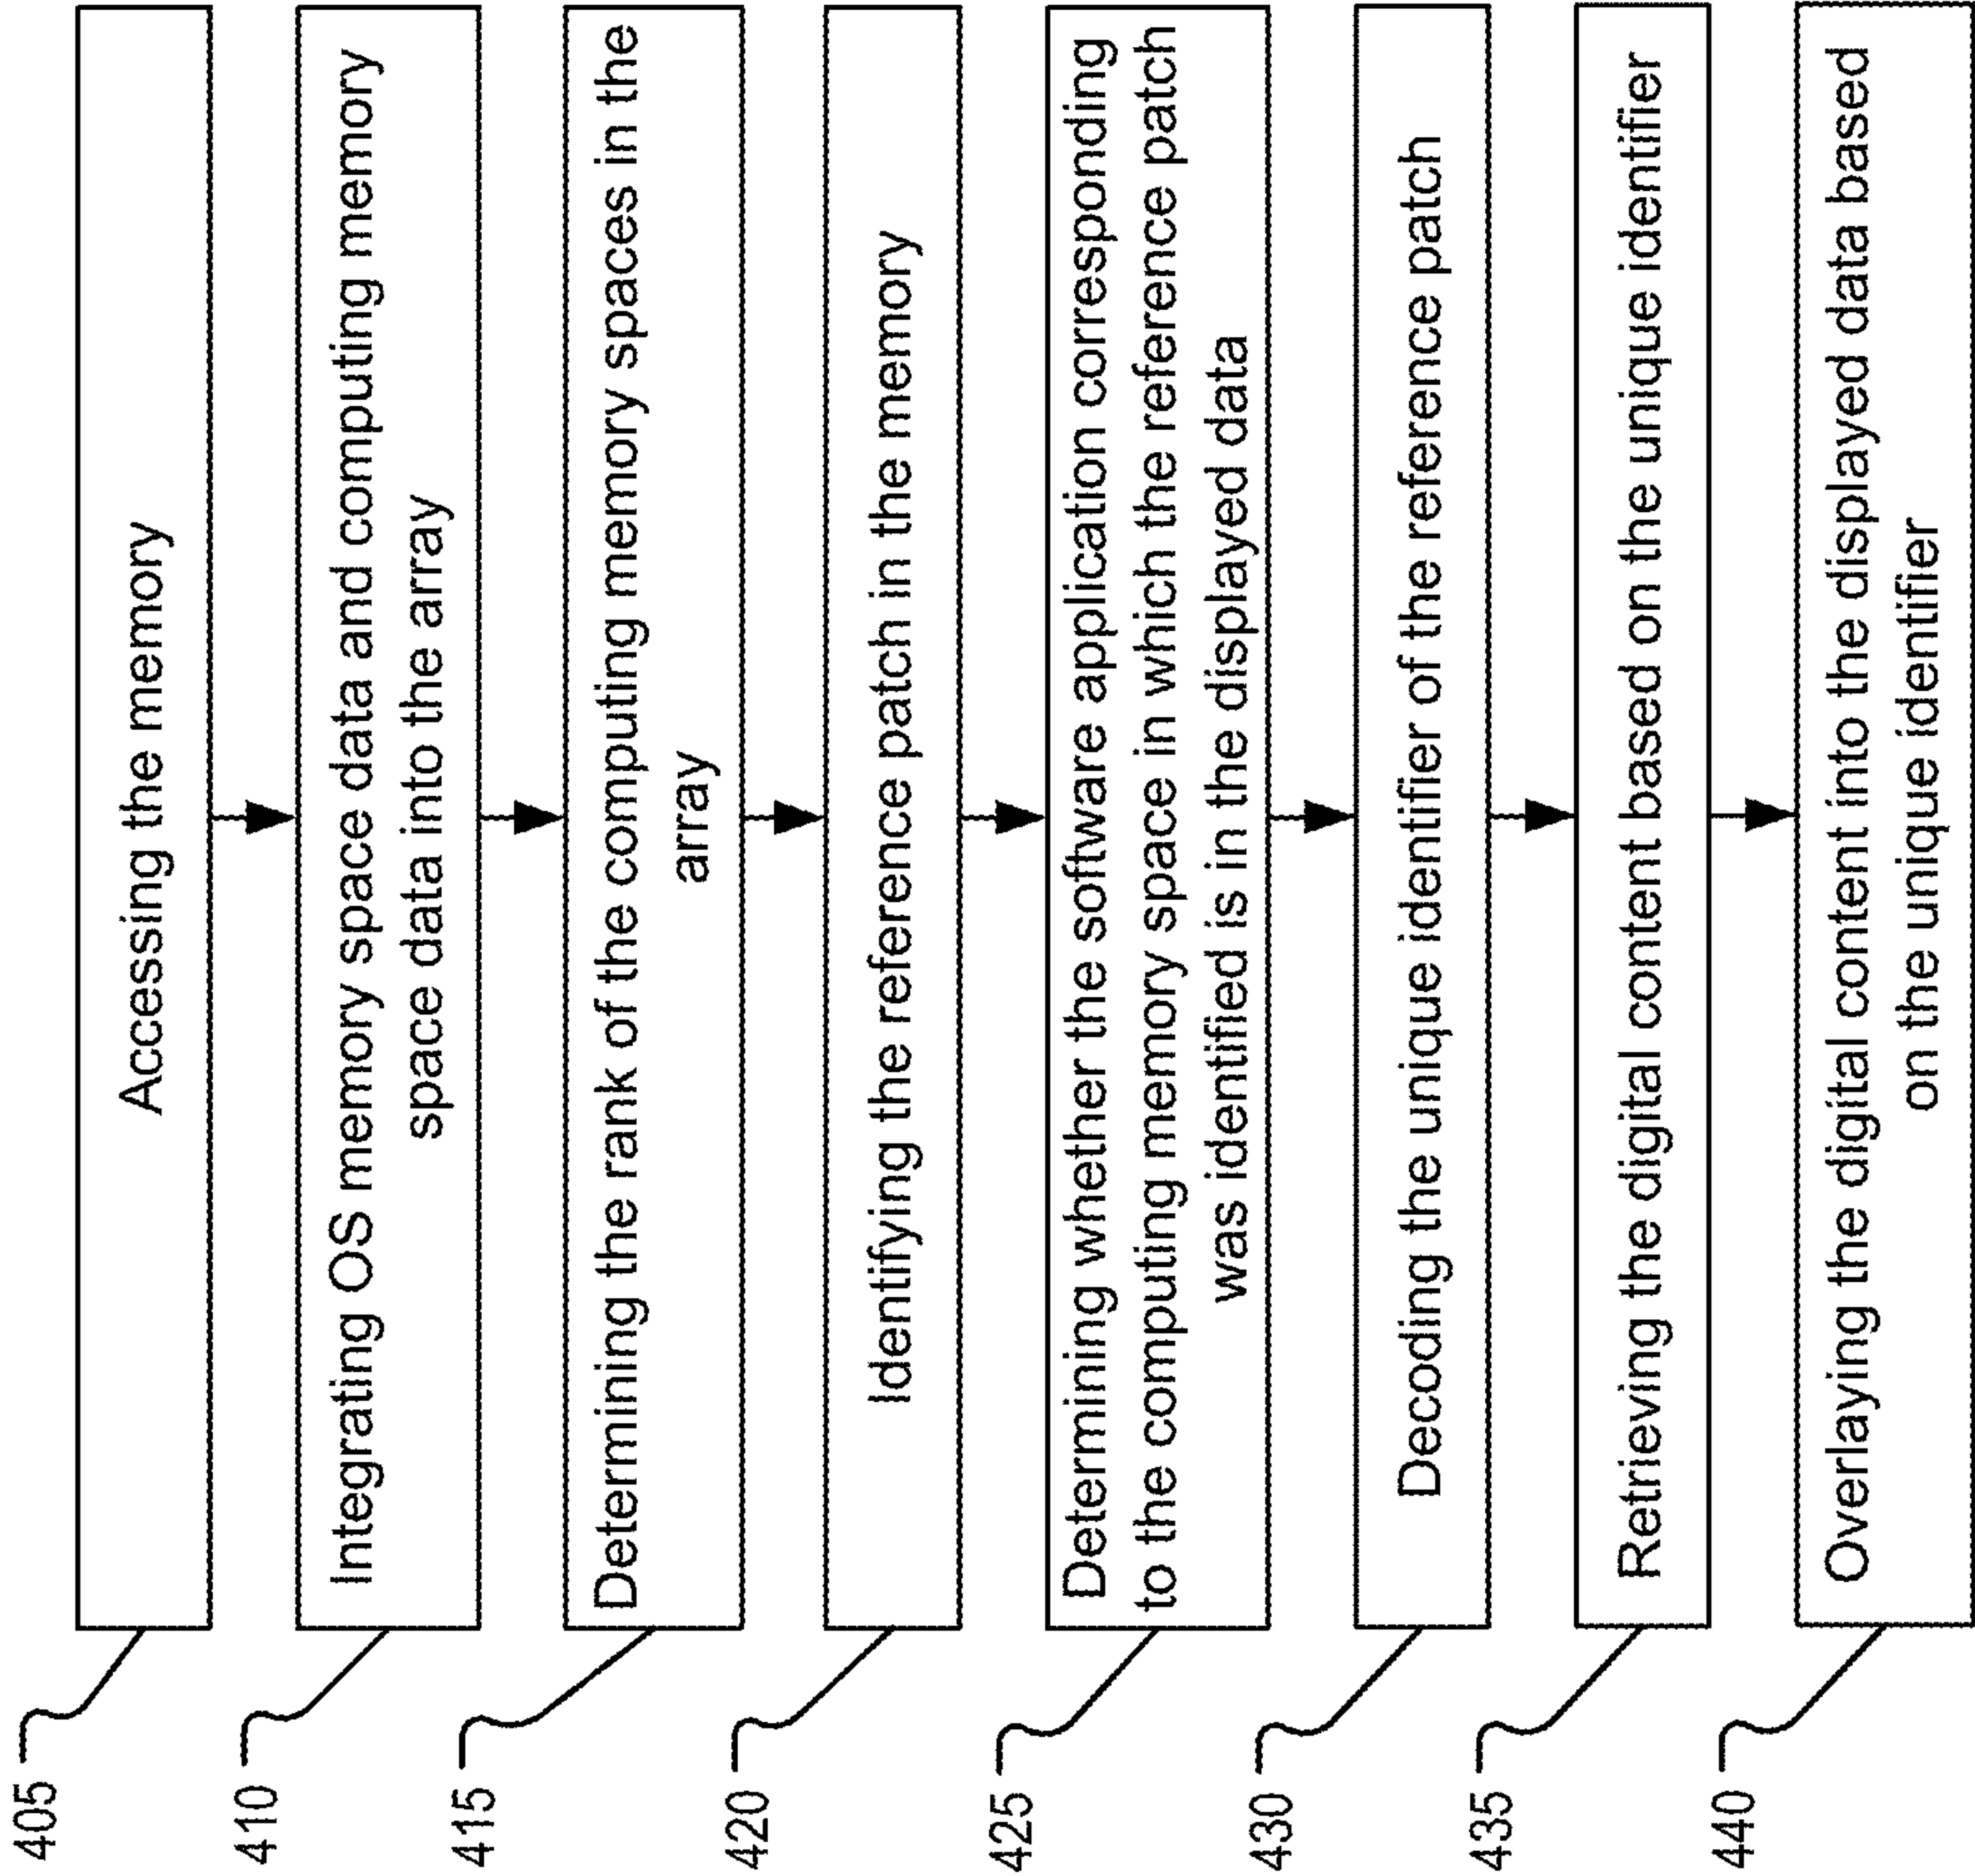 405
Accessing the memory
410
Integrating OS memory space data and computing memory
space data into the array
415
Determining the rank of the computing memory spaces in the
array
420
Identifying the reference patch in the memory
425
Determining whether the software application corresponding
to the computing memory space in which the reference patch
was identified is in the displayed data
430
Decoding the unique identifier of the reference patch
435
Retrieving the digital content based on the unique identifier
440
Overlaying the digital content into the displayed data based
on the unique identifier